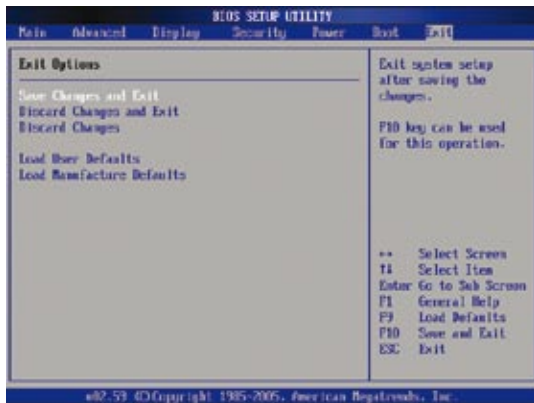 BIOS SETUP UTILITY
Main Advanced Display Security Power Boot Exit
Exit Options
Save Changes and Exit
Discard Changes and Exit
Discard Changes
Load User Defaults
Load Manufacture Defaults
Exit system setup
after saving the
changes.
F10 key can be used
for this operation.
↔ Select Screen
↑↓ Select Item
Enter Go to Sub Screen
F1 General Help
F9 Load Defaults
F10 Save and Exit
ESC Exit
v02.59 (C)Copyright 1985-2005, American Megatrends, Inc.